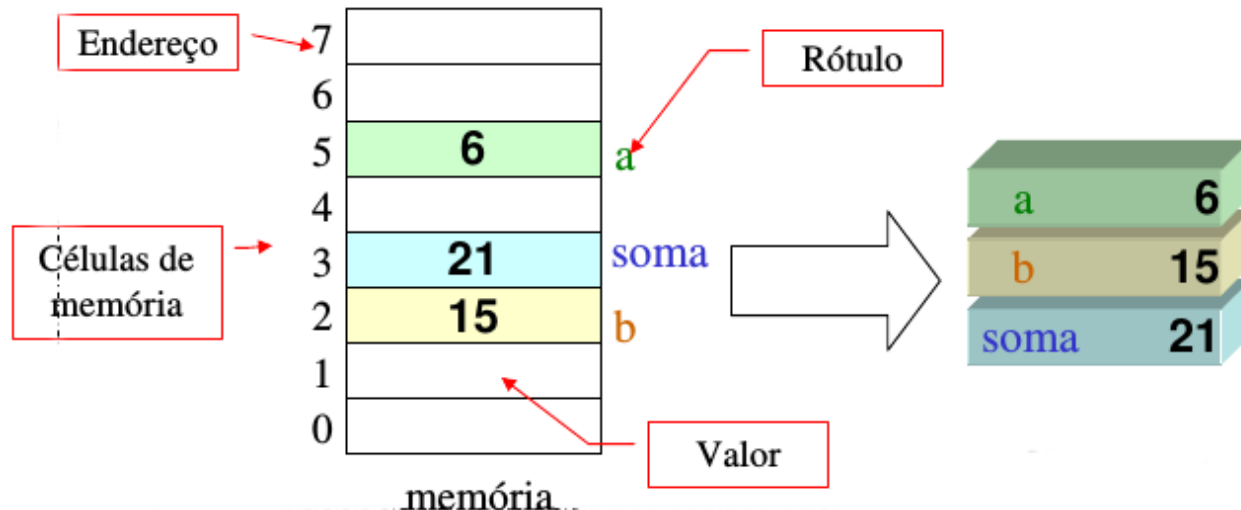 Endereço
7
Rótulo
6
5 6 a
a 6
4
Células de
memória
3 21 soma
b 15
2 15 b
soma 21
1
0
Valor
memória